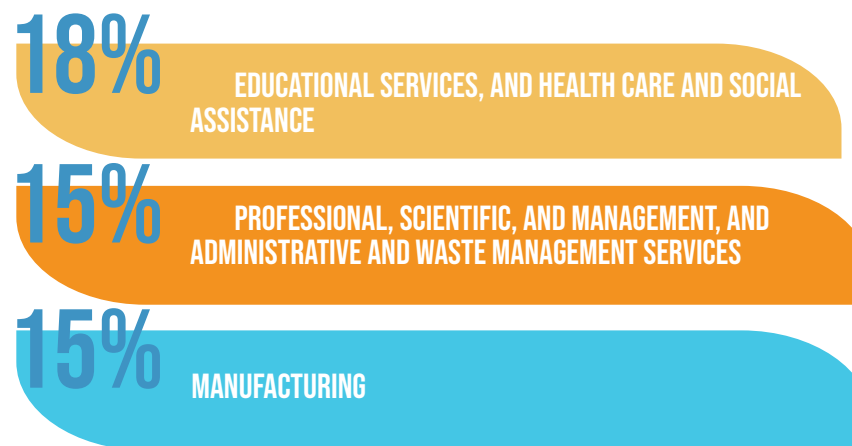 18%
EDUCATIONAL SERVICES, AND HEALTH CARE AND SOCIAL
ASSISTANCE
15%
PROFESSIONAL, SCIENTIFIC, AND MANAGEMENT, AND
ADMINISTRATIVE AND WASTE MANAGEMENT SERVICES
15%
MANUFACTURING